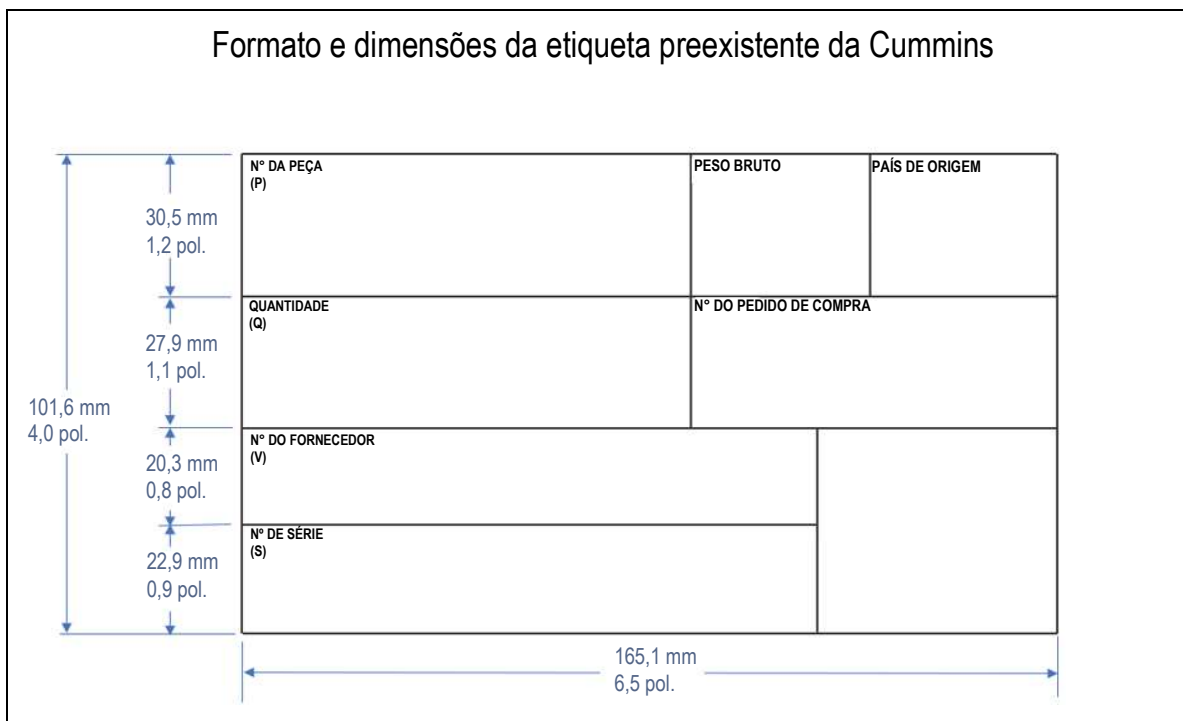 Formato e dimensões da etiqueta preexistente da Cummins
N° DA PEÇA
(P)
PESO BRUTO
PAÍS DE ORIGEM
30,5 mm
1,2 pol.
QUANTIDADE
(Q)
N° DO PEDIDO DE COMPRA
27,9 mm
1,1 pol.
101,6 mm
4,0 pol.
N° DO FORNECEDOR
(V)
20,3 mm
0,8 pol.
Nº DE SÉRIE
(S)
22,9 mm
0,9 pol.
165,1 mm
6,5 pol.